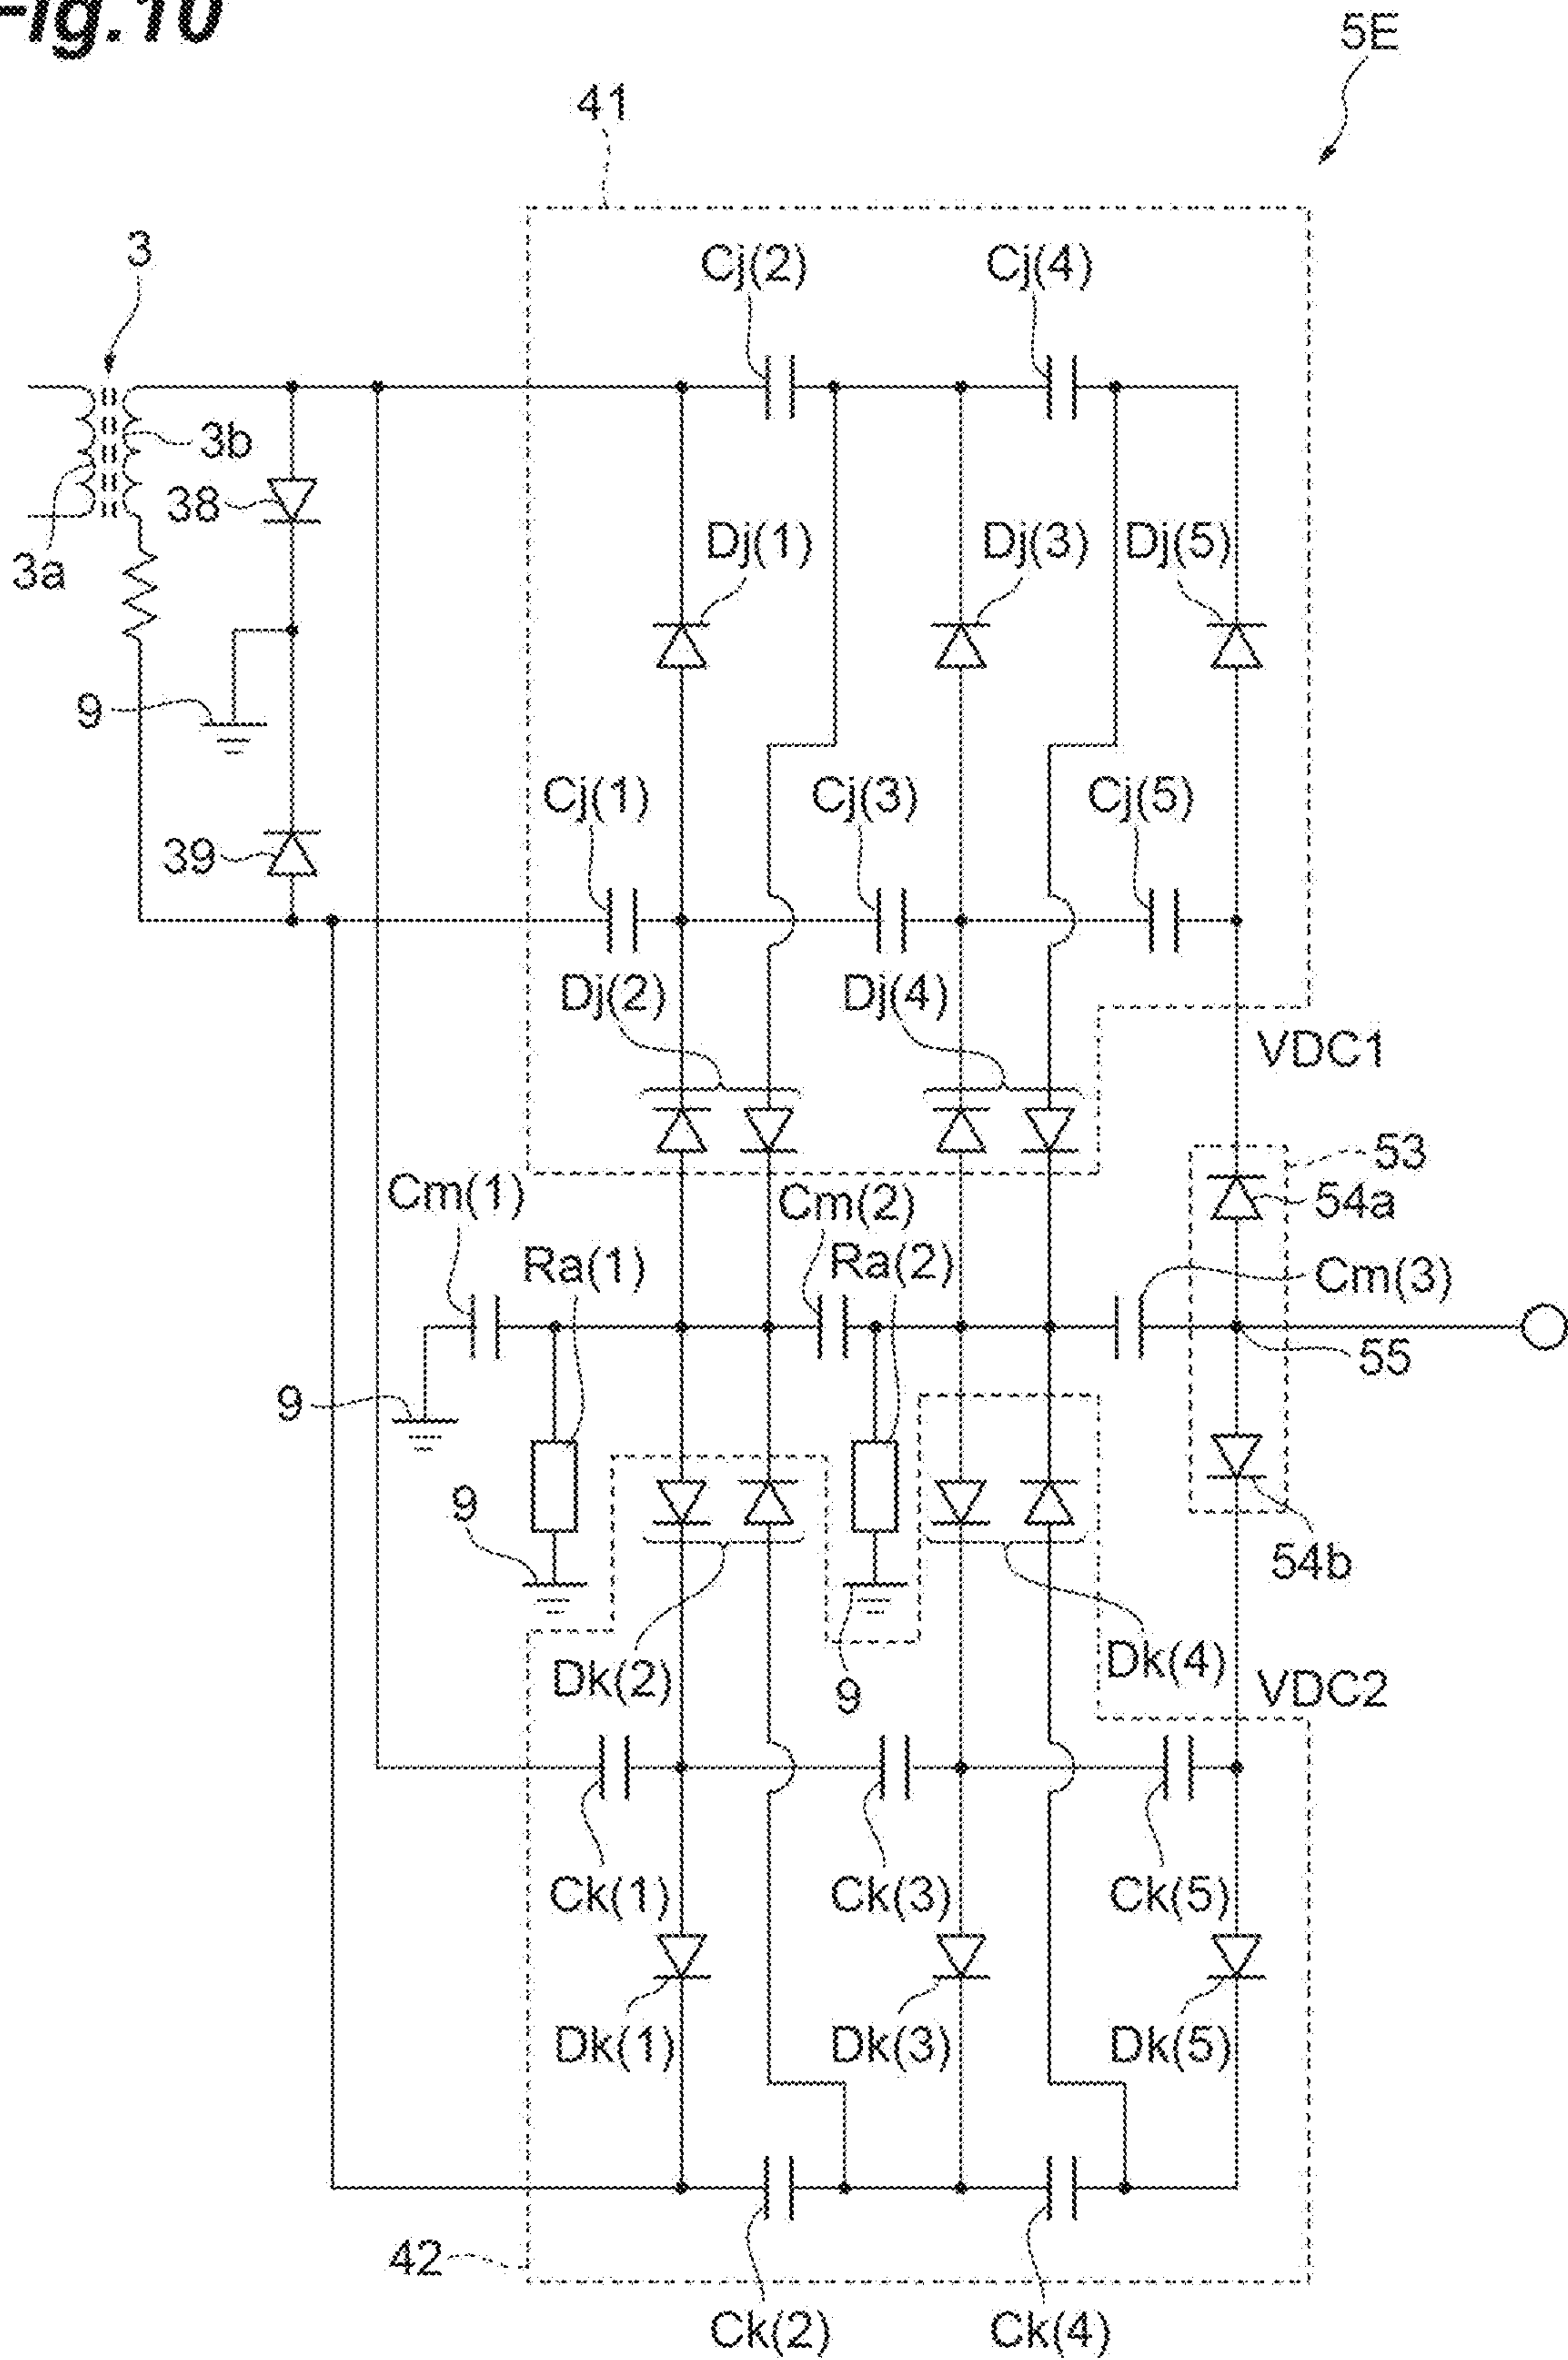 Fig.10
5E
41
Cj(2)
Cj(4)
3
3b
38
3a
Dj(1)
Dj(3)
Dj(5)
9
Cj(1)
Cj(3)
Cj(5)
39
Dj(2)
Dj(4)
VDC1
53
54a
Cm(1)
Cm(2)
Ra(1)
Ra(2)
Cm(3)
55
9
9
54b
Dk(2)
9
Dk(4)
VDC2
Ck(1)
Ck(3)
Ck(5)
Dk(1)
Dk(3)
Dk(5)
42
Ck(2)
Ck(4)